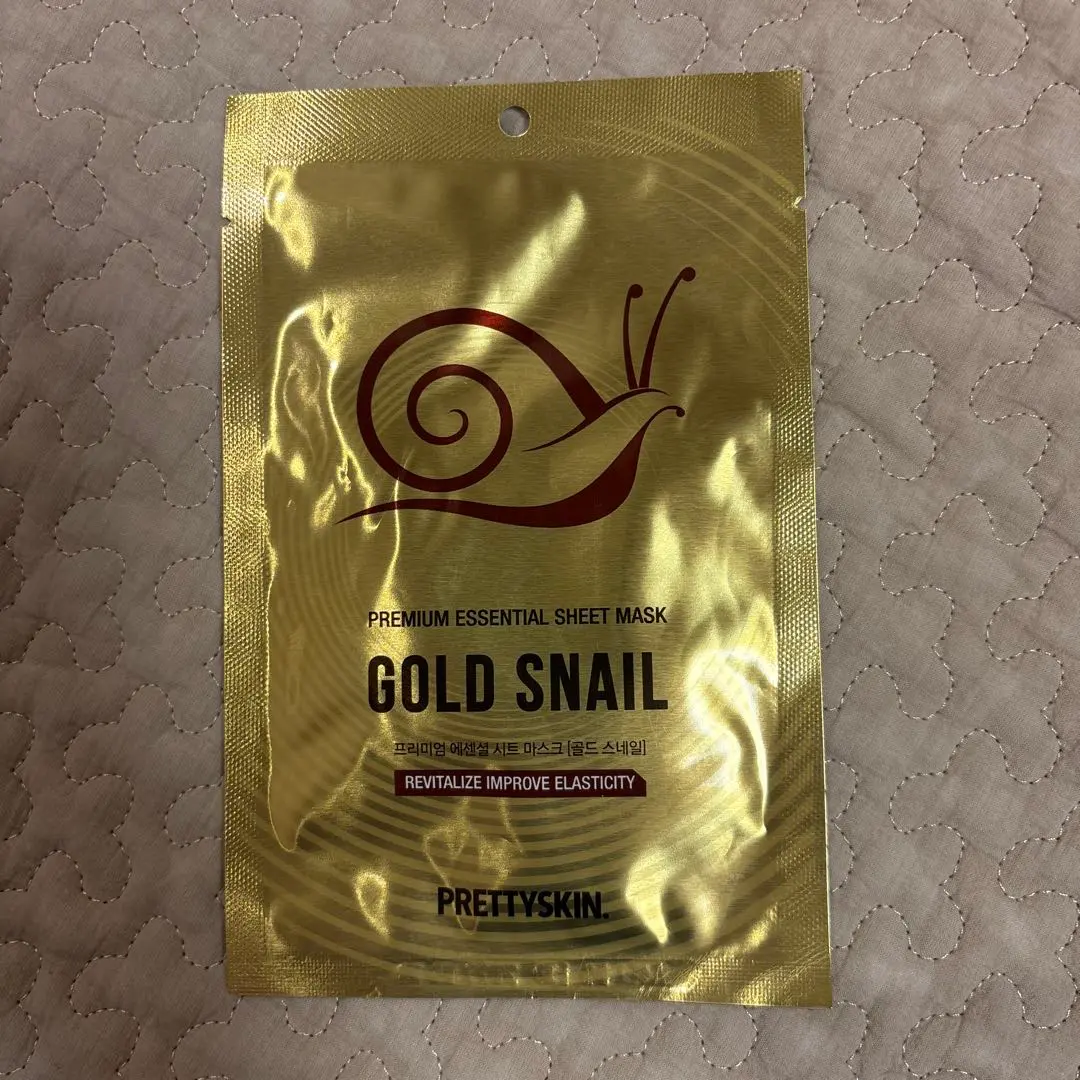 PREMIUM ESSENTIAL SHEET MASK
GOLD SNAIL
프리미엄 에센셜 시트 마스크 [골드 스네일]
REVITALIZE IMPROVE ELASTICITY
PRETTYSKIN.